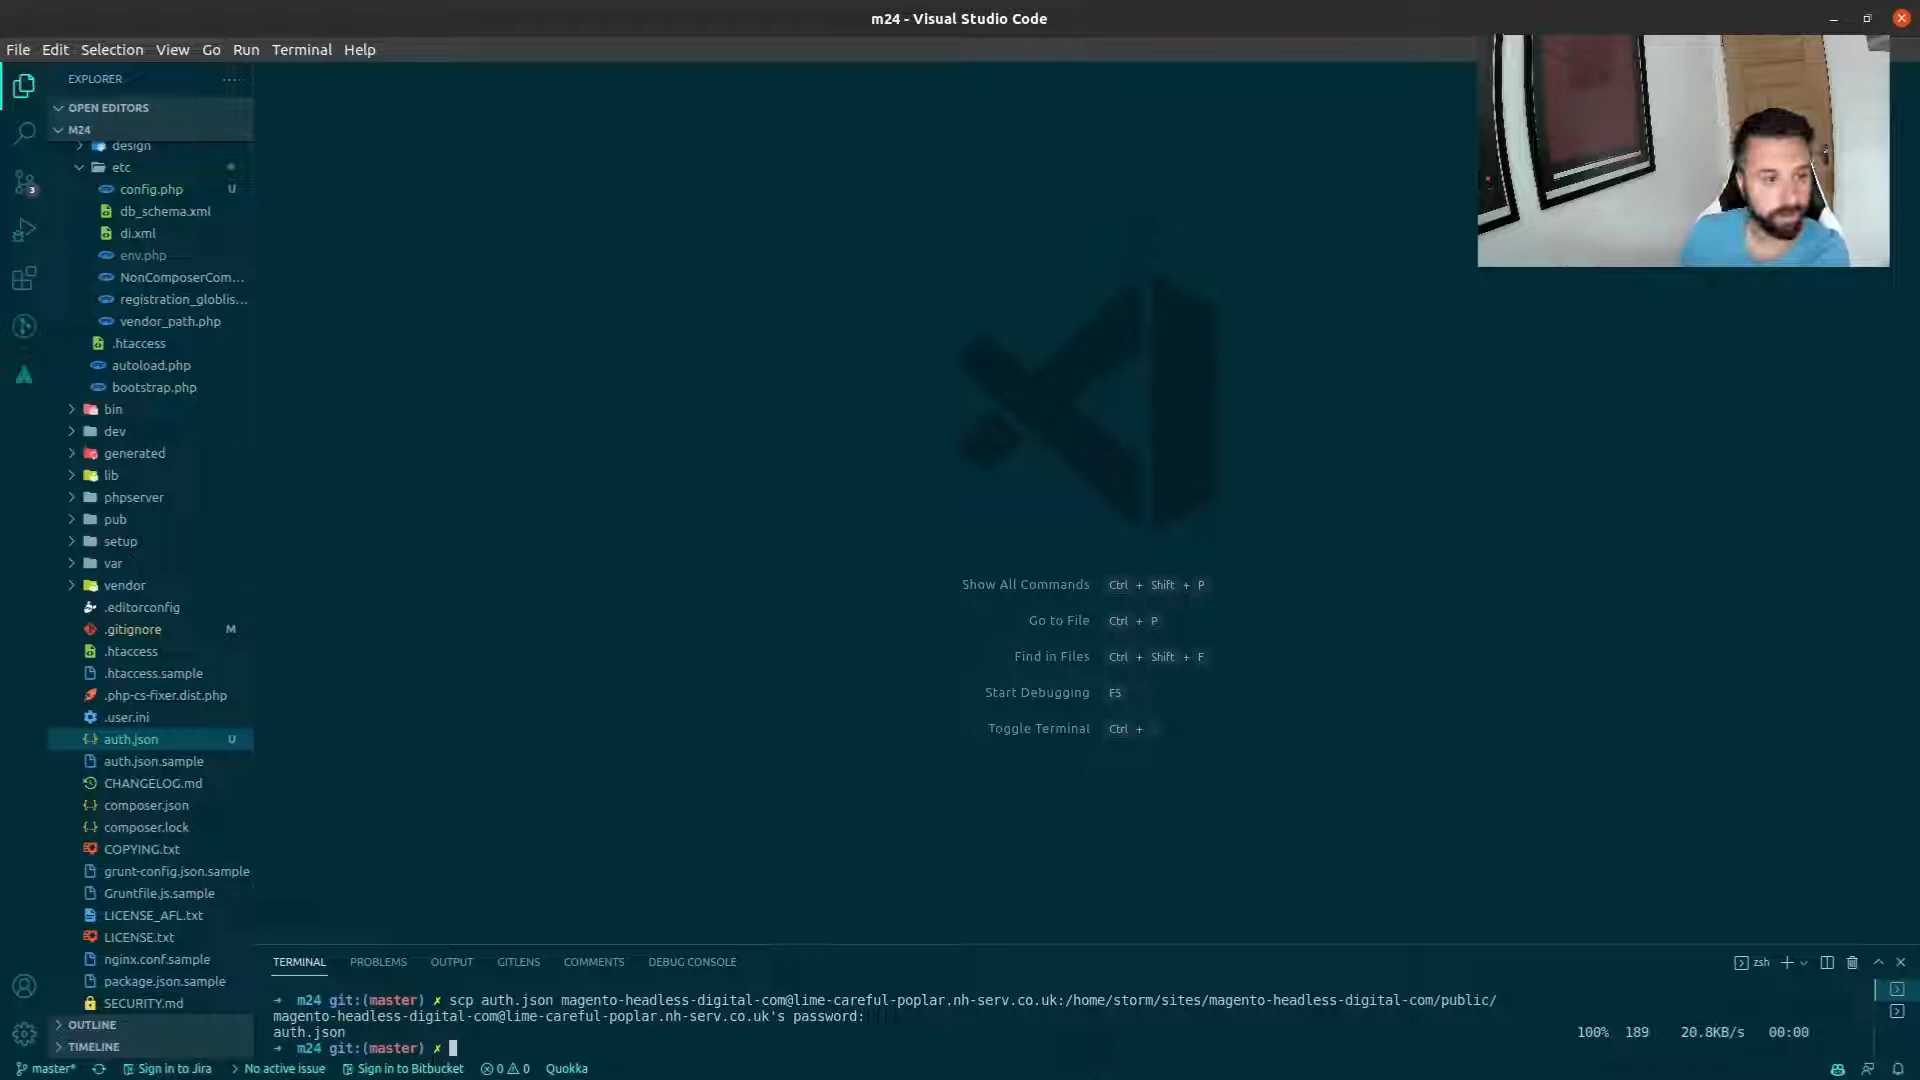 m24 - Visual Studio Code
File Edit Selection View Go Run Terminal Help
EXPLORER
OPEN EDITORS
M24
design
etc
config.php U
db_schema.xml
di.xml
env.php
NonComposerCom...
registration_globlis...
vendor_path.php
.htaccess
autoload.php
bootstrap.php
bin
dev
generated
lib
phpserver
pub
setup
var
vendor
.editorconfig
.gitignore M
.htaccess
.htaccess.sample
.php-cs-fixer.dist.php
.user.ini
auth.json U
auth.json.sample
CHANGELOG.md
composer.json
composer.lock
COPYING.txt
grunt-config.json.sample
Gruntfile.js.sample
LICENSE_AFL.txt
LICENSE.txt
nginx.conf.sample
package.json.sample
SECURITY.md
OUTLINE
TIMELINE
3
Show All Commands Ctrl + Shift + P
Go to File Ctrl + P
Find in Files Ctrl + Shift + F
Start Debugging F5
Toggle Terminal Ctrl +
TERMINAL PROBLEMS OUTPUT GITLENS COMMENTS DEBUG CONSOLE
zsh
→ m24 git:(master) ✗ scp auth.json magento-headless-digital-com@lime-careful-poplar.nh-serv.co.uk:/home/storm/sites/magento-headless-digital-com/public/
magento-headless-digital-com@lime-careful-poplar.nh-serv.co.uk's password:
auth.json 100% 189 20.8KB/s 00:00
→ m24 git:(master) ✗
master* Sign in to Jira No active issue Sign in to Bitbucket 0 0 Quokka